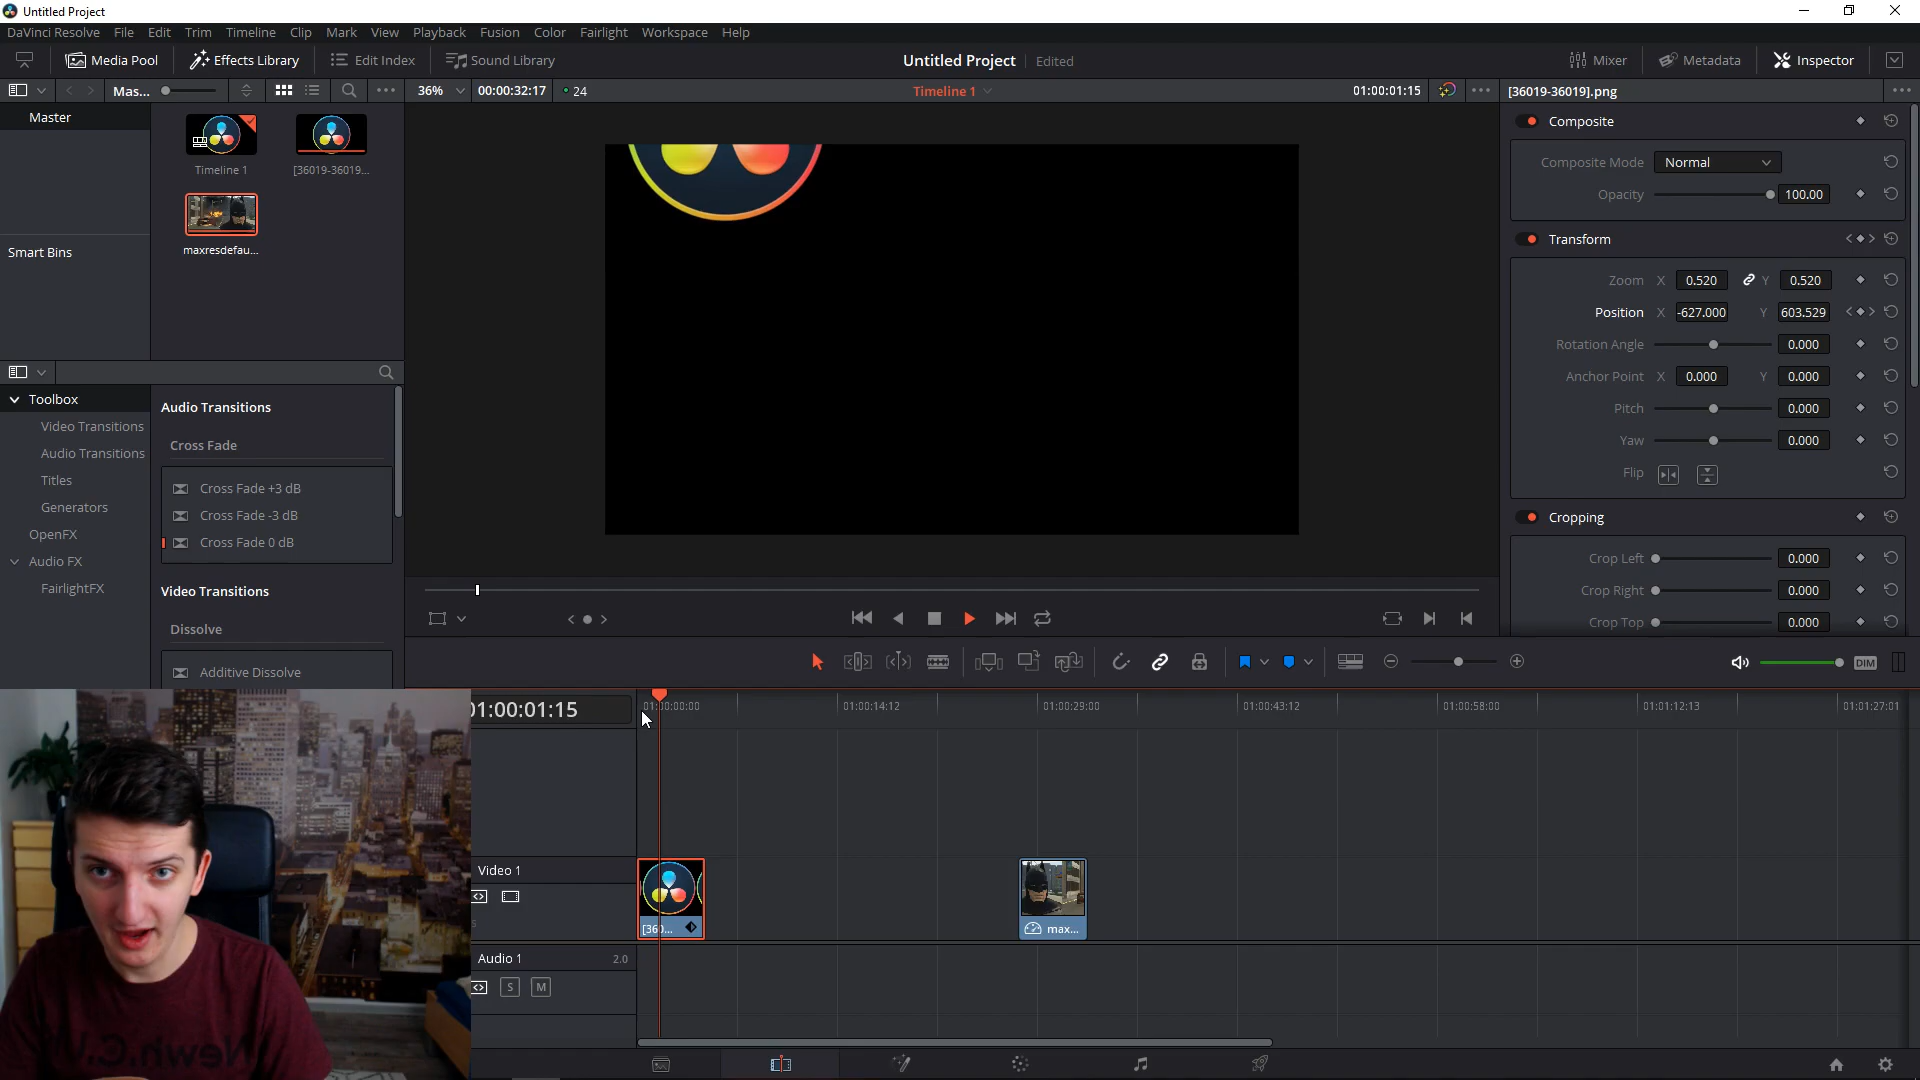 Untitled Project
DaVinci Resolve File Edit Trim Timeline Clip Mark View Playback Fusion Color Fairlight Workspace Help
Media Pool Effects Library Edit Index Sound Library Untitled Project Edited Mixer Metadata Inspector
Mas... 36% 00:00:32:17 24 Timeline 1 01:00:01:15 [36019-36019].png
Master
Timeline 1
[36019-36019...
maxresdefau...
Smart Bins
Toolbox
Video Transitions
Audio Transitions
Titles
Generators
OpenFX
Audio FX
FairlightFX
Audio Transitions
Cross Fade
Cross Fade +3 dB
Cross Fade -3 dB
Cross Fade 0 dB
Video Transitions
Dissolve
Additive Dissolve
Composite
Composite Mode Normal
Opacity 100.00
Transform
Zoom X 0.520 Y 0.520
Position X -627.000 Y 603.529
Rotation Angle 0.000
Anchor Point X 0.000 Y 0.000
Pitch 0.000
Yaw 0.000
Flip
Cropping
Crop Left 0.000
Crop Right 0.000
Crop Top 0.000
DIM
01:00:01:15
01:00:00:00 01:00:14:12 01:00:29:00 01:00:43:12 01:00:58:00 01:01:12:13 01:01:27:01
Video 1
[360...
max...
Audio 1 2.0
S M